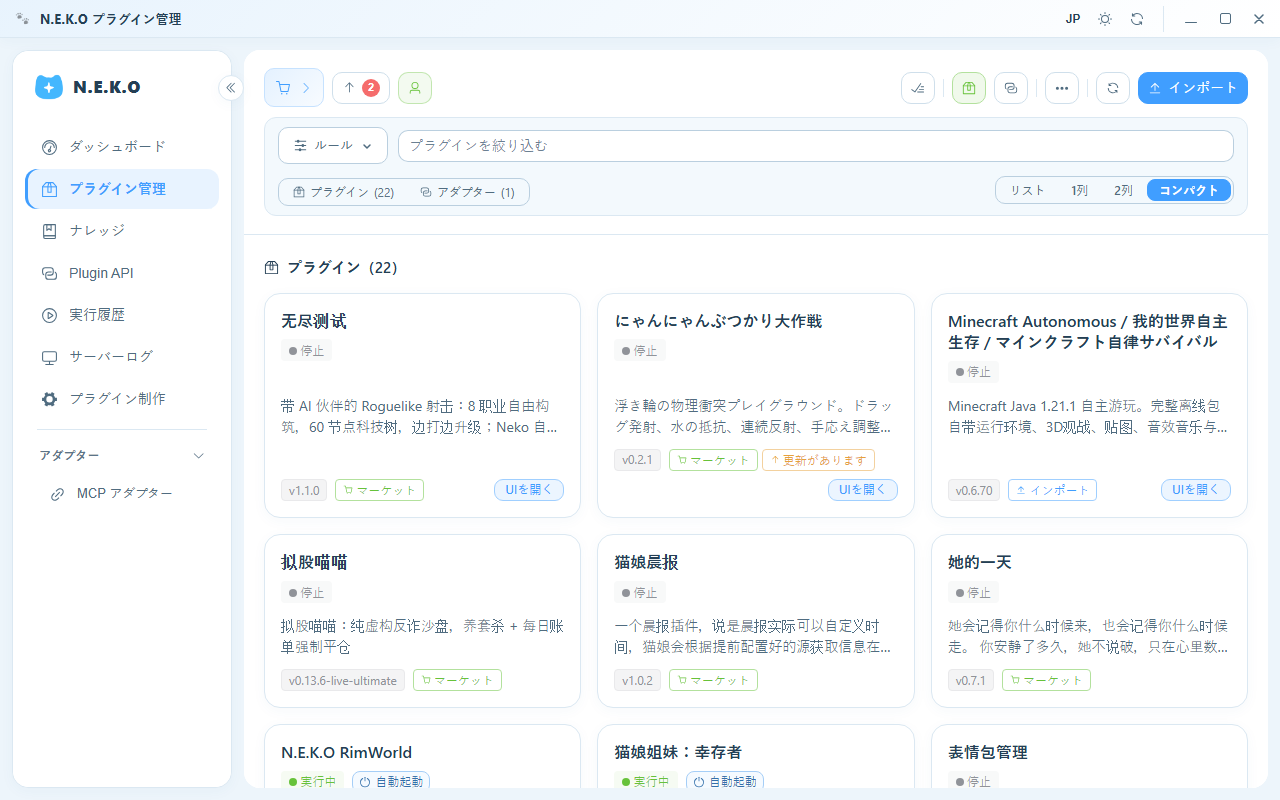 N.E.K.O プラグイン管理
JP
N.E.K.O
ダッシュボード
プラグイン管理
ナレッジ
Plugin API
実行履歴
サーバーログ
プラグイン制作
アダプター
MCP アダプター
2
インポート
ルール
プラグインを絞り込む
プラグイン (22)
アダプター (1)
リスト
1列
2列
コンパクト
プラグイン (22)
无尽测试
停止
带 AI 伙伴的 Roguelike 射击：8 职业自由构
筑，60 节点科技树，边打边升级：Neko 自...
v1.1.0
マーケット
UIを開く
にゃんにゃんぶつかり大作戦
停止
浮き輪の物理衝突プレイグラウンド。ドラッ
グ発射、水の抵抗、連続反射、手応え調整...
v0.2.1
マーケット
更新があります
UIを開く
Minecraft Autonomous / 我的世界自主
生存 / マインクラフト自律サバイバル
停止
Minecraft Java 1.21.1 自主游玩。完整离线包
自带运行环境、3D观战、贴图、音效音乐与...
v0.6.70
インポート
UIを開く
拟股喵喵
停止
拟股喵喵：纯虚构反诈沙盘，养套杀 + 每日账
单强制平仓
v0.13.6-live-ultimate
マーケット
猫娘晨报
停止
一个晨报插件，说是晨报实际可以自定义时
间，猫娘会根据提前配置好的源获取信息在...
v1.0.2
マーケット
她的一天
停止
她会记得你什么时候来，也会记得你什么时候
走。 你安静了多久，她不说破，只在心里数...
v0.7.1
マーケット
N.E.K.O RimWorld
実行中
自動起動
猫娘姐妹：幸存者
実行中
自動起動
表情包管理
停止